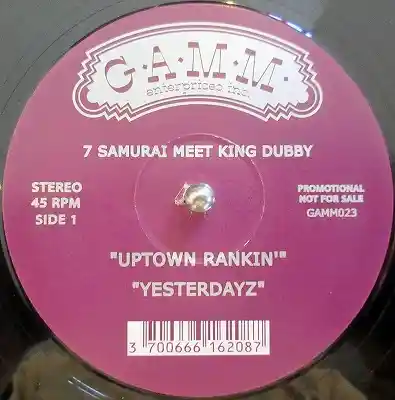 G·A·M·M·
enterprises inc.
7 SAMURAI MEET KING DUBBY
STEREO
45 RPM
SIDE 1
PROMOTIONAL
NOT FOR SALE
GAMM023
"UPTOWN RANKIN'"
"YESTERDAYZ"
3 700666 162087